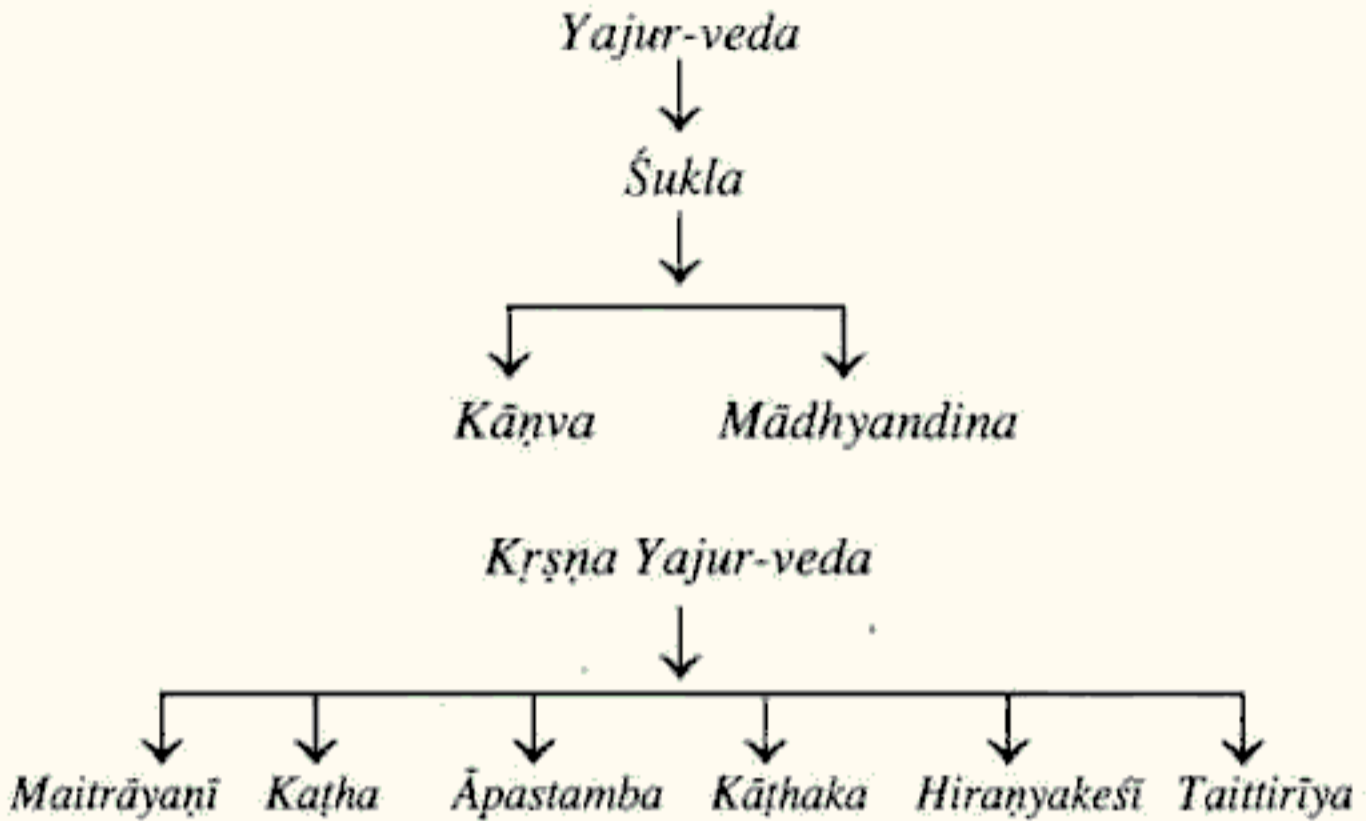 Yajur-veda
Śukla
Kāṇva Mādhyandina
Kṛṣṇa Yajur-veda
Maitrāyaṇī Kaṭha Āpastamba Kāṭhaka Hiraṇyakeśī Taittirīya